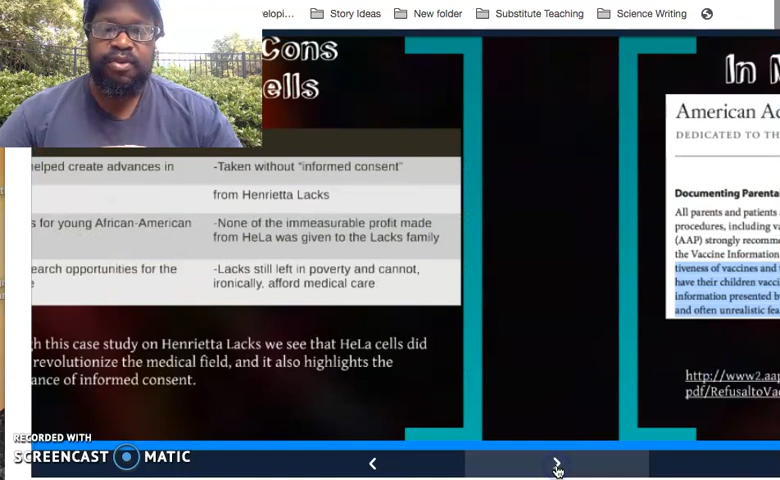 Story Ideas
New folder
Substitute Teaching
Science Writing
Cons
ells
helped create advances in
-Taken without "informed consent"
from Henrietta Lacks
s for young African-American
-None of the immeasurable profit made
from HeLa was given to the Lacks family
earch opportunities for the
-Lacks still left in poverty and cannot,
ironically, afford medical care
gh this case study on Henrietta Lacks we see that HeLa cells did
revolutionize the medical field, and it also highlights the
ance of informed consent.
In M
American Ac
DEDICATED TO TH
Documenting Parenta
All parents and patients
procedures, including va
(AAP) strongly recomme
the Vaccine Information
tiveness of vaccines and
have their children vacci
information presented b
and often unrealistic fea
http://www2.aap
pdf/RefusaltoVa
RECORDED WITH
SCREENCAST MATIC